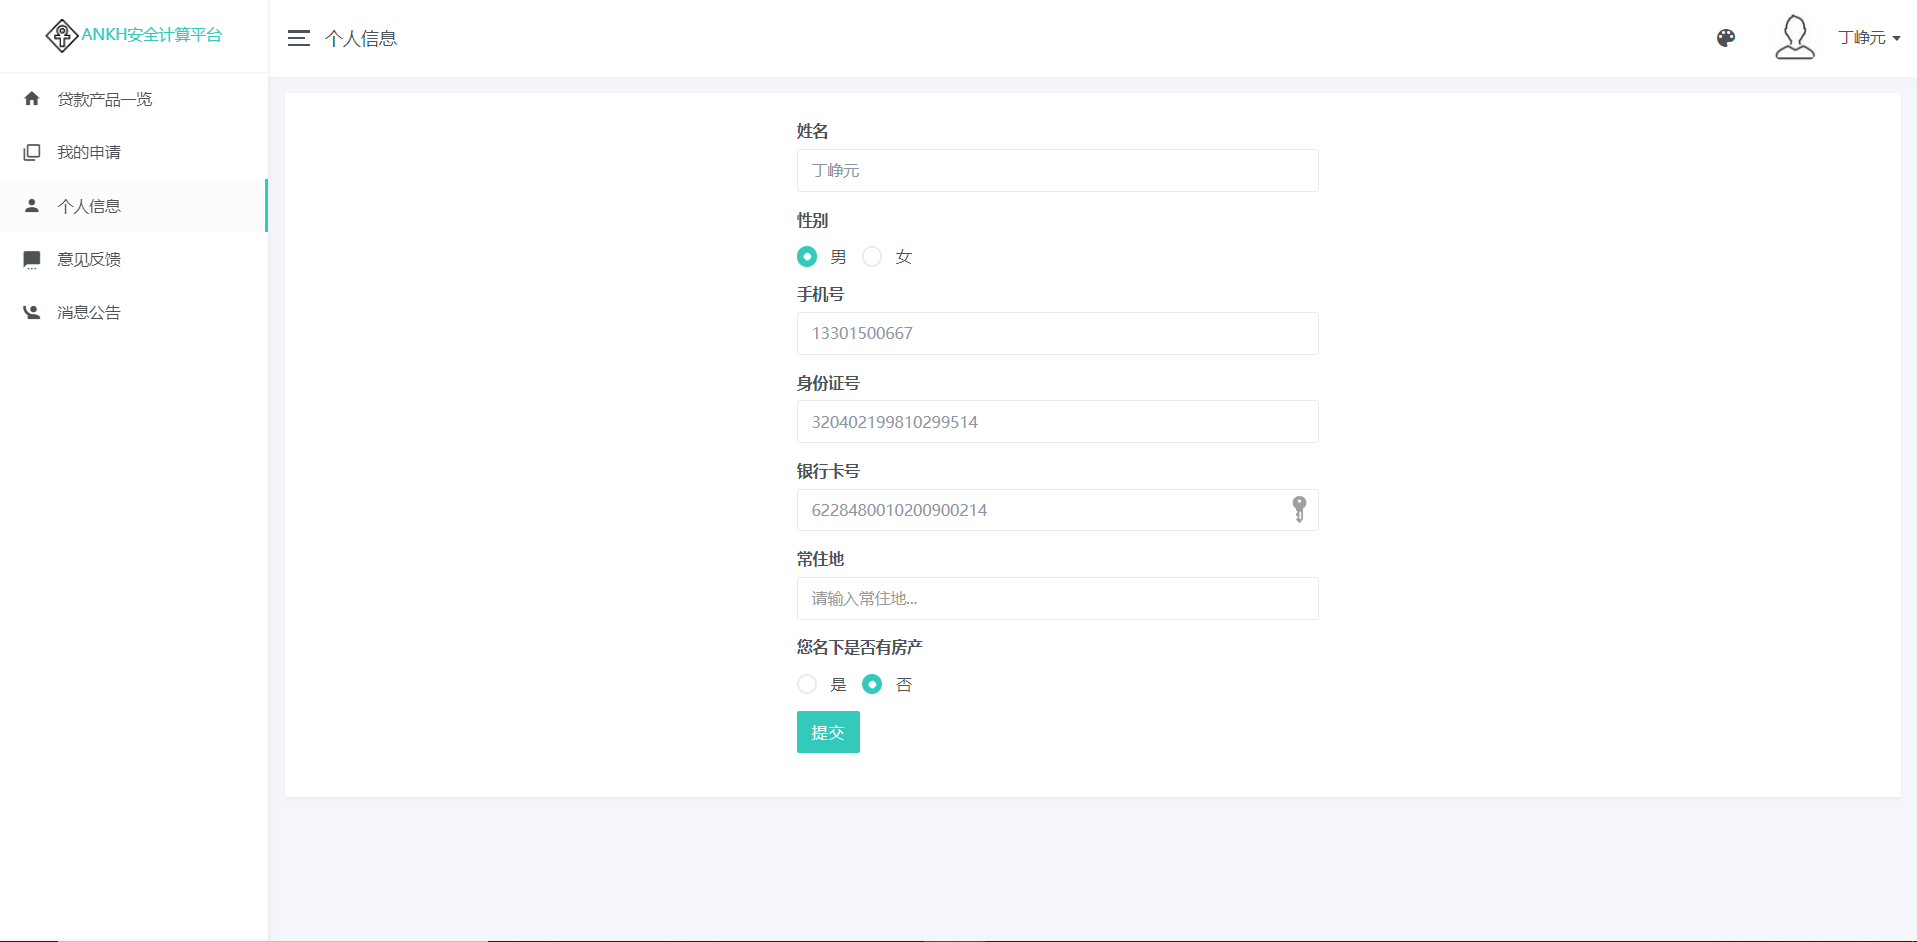 ANKH安全计算平台
个人信息
丁峥元
贷款产品一览
我的申请
个人信息
意见反馈
消息公告
姓名
丁峥元
性别
男 女
手机号
13301500667
身份证号
320402199810299514
银行卡号
6228480010200900214
常住地
请输入常住地...
您名下是否有房产
是 否
提交